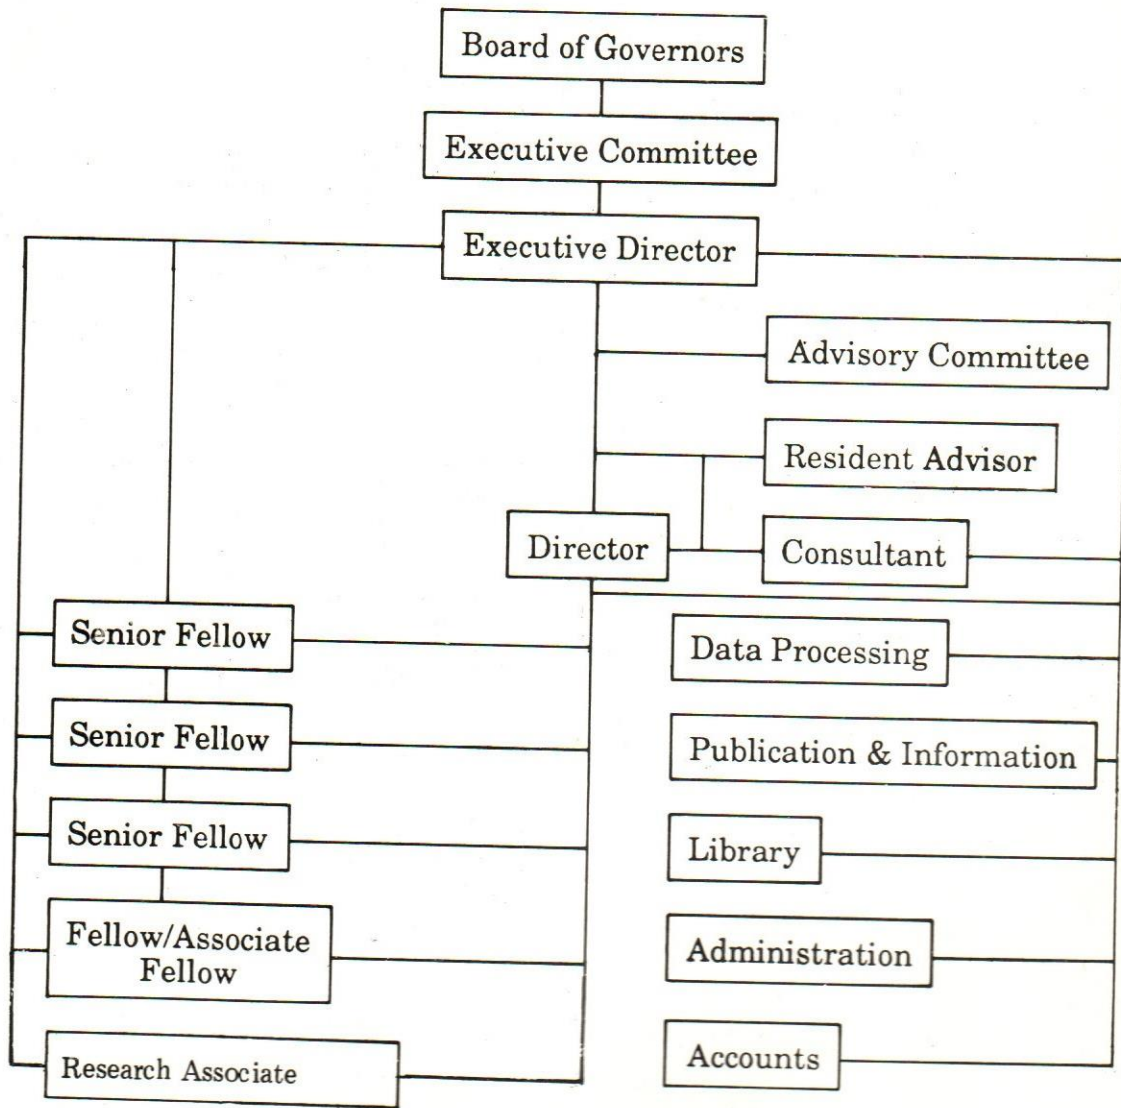 Board of Governors
Executive Committee
Executive Director
Advisory Committee
Resident Advisor
Director
Consultant
Senior Fellow
Data Processing
Senior Fellow
Publication & Information
Senior Fellow
Library
Fellow/Associate
Fellow
Administration
Research Associate
Accounts